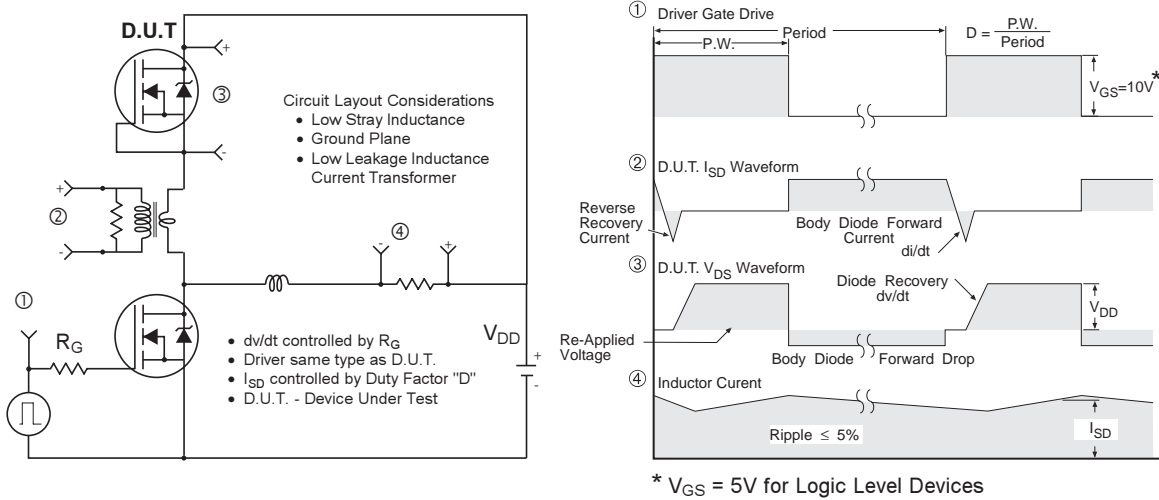 D.U.T
+
③
-
Circuit Layout Considerations
• Low Stray Inductance
• Ground Plane
• Low Leakage Inductance
Current Transformer
+
②
-
④
-
+
①
RG
VDD
+
-
• dv/dt controlled by RG
• Driver same type as D.U.T.
• ISD controlled by Duty Factor "D"
• D.U.T. - Device Under Test
① Driver Gate Drive
P.W.
Period
D = P.W. / Period
VGS=10V*
② D.U.T. ISD Waveform
Reverse
Recovery
Current
Body Diode Forward
Current
di/dt
③ D.U.T. VDS Waveform
Diode Recovery
dv/dt
VDD
Re-Applied
Voltage
Body Diode Forward Drop
④ Inductor Curent
Ripple ≤ 5%
ISD
* VGS = 5V for Logic Level Devices